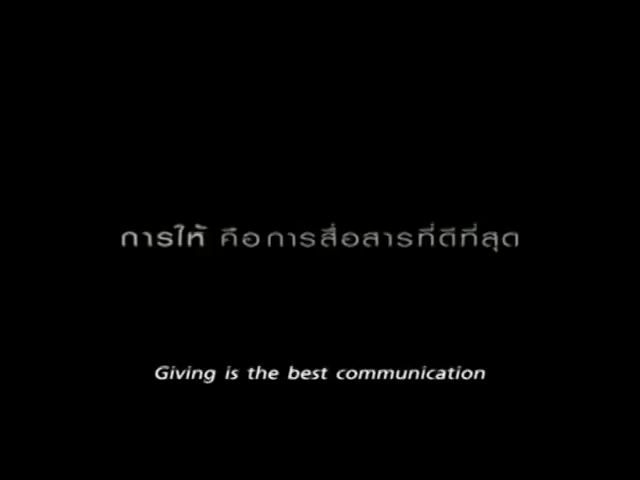 การให้ คือการสื่อสารที่ดีที่สุด
Giving is the best communication